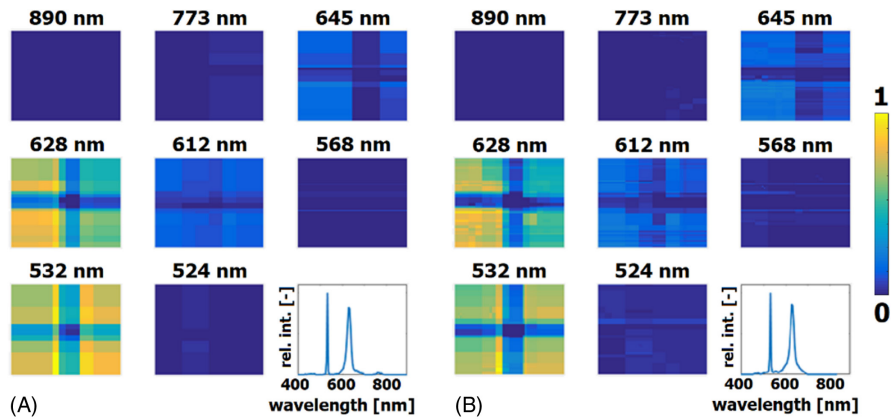 890 nm 773 nm 645 nm 890 nm 773 nm 645 nm
1
628 nm 612 nm 568 nm 628 nm 612 nm 568 nm
532 nm 524 nm 532 nm 524 nm
0
rel. int. [-] rel. int. [-]
400 600 800 400 600 800
(A) wavelength [nm] (B) wavelength [nm]